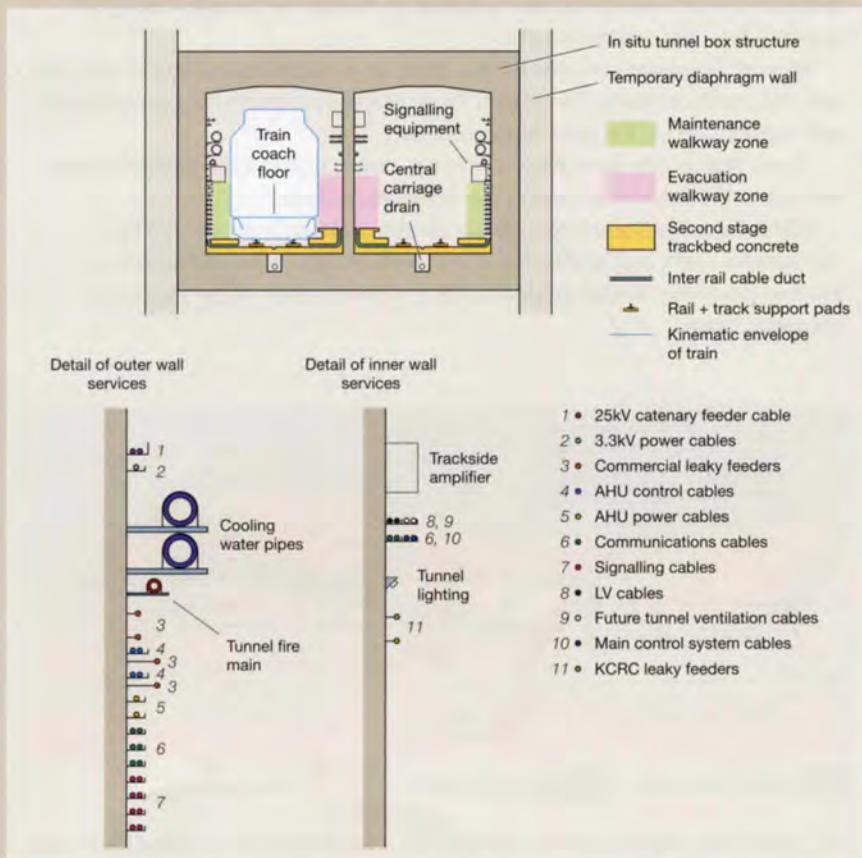 In situ tunnel box structure
Temporary diaphragm wall
Signalling
equipment
Train
coach
floor
Central
carriage
drain
Maintenance
walkway zone
Evacuation
walkway zone
Second stage
trackbed concrete
Inter rail cable duct
Rail + track support pads
Kinematic envelope
of train
Detail of outer wall
services
1
2
Cooling
water pipes
3
Tunnel fire
main
4
3
4
3
5
6
7
Detail of inner wall
services
Trackside
amplifier
8, 9
6, 10
Tunnel
lighting
11
1 • 25kV catenary feeder cable
2 • 3.3kV power cables
3 • Commercial leaky feeders
4 • AHU control cables
5 • AHU power cables
6 • Communications cables
7 • Signalling cables
8 • LV cables
9 • Future tunnel ventilation cables
10 • Main control system cables
11 • KCRC leaky feeders